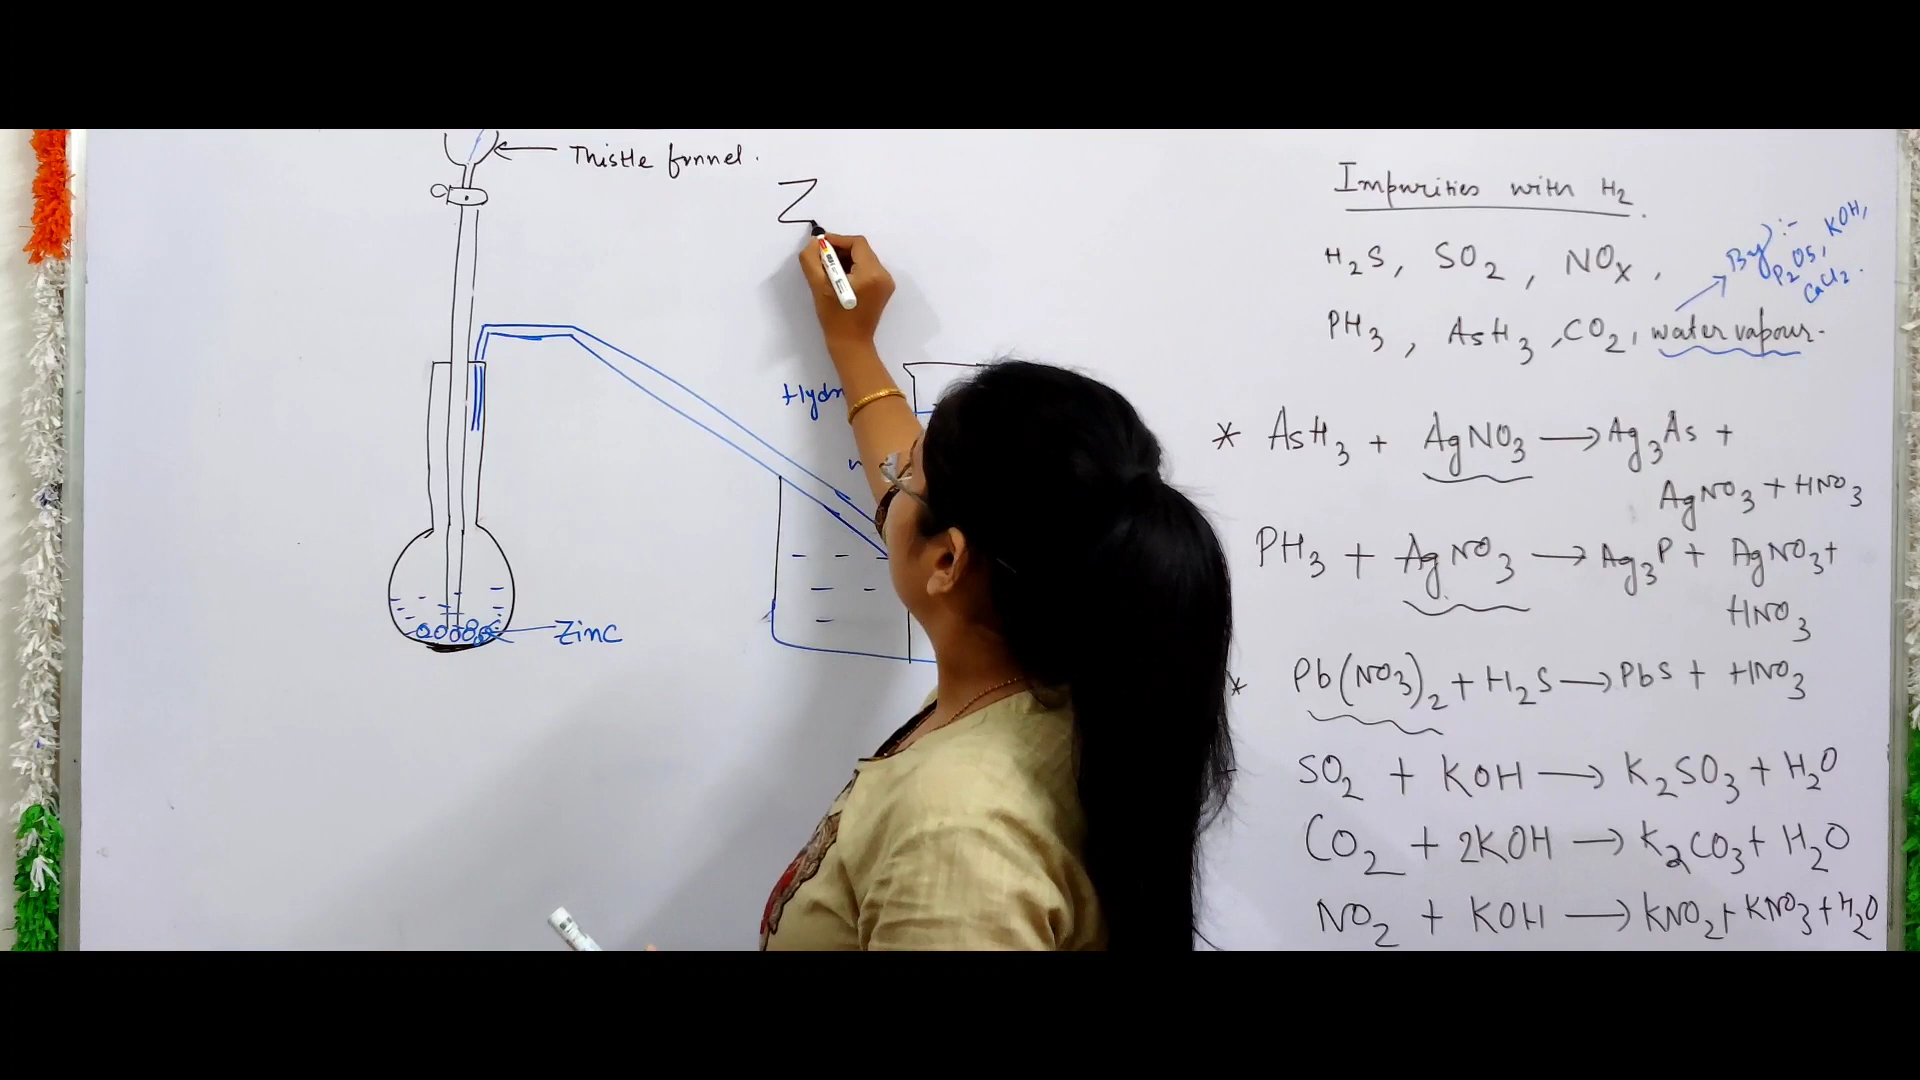 Thistle funnel.
Z
Zinc
Impurities with H₂.
H₂S, SO₂, NOx,
By:-
P₂O5, KOH,
CaCl₂.
PH₃, AsH₃, CO₂, water vapour.
* AsH₃ + AgNO₃ → Ag₃As +
AgNO₃ + HNO₃
PH₃ + AgNO₃ → Ag₃P + AgNO₃+
HNO₃
* Pb(NO₃)₂ + H₂S → PbS + HNO₃
SO₂ + KOH → K₂SO₃ + H₂O
CO₂ + 2KOH → K₂CO₃+ H₂O
NO₂ + KOH → KNO₂+ KNO₃+H₂O